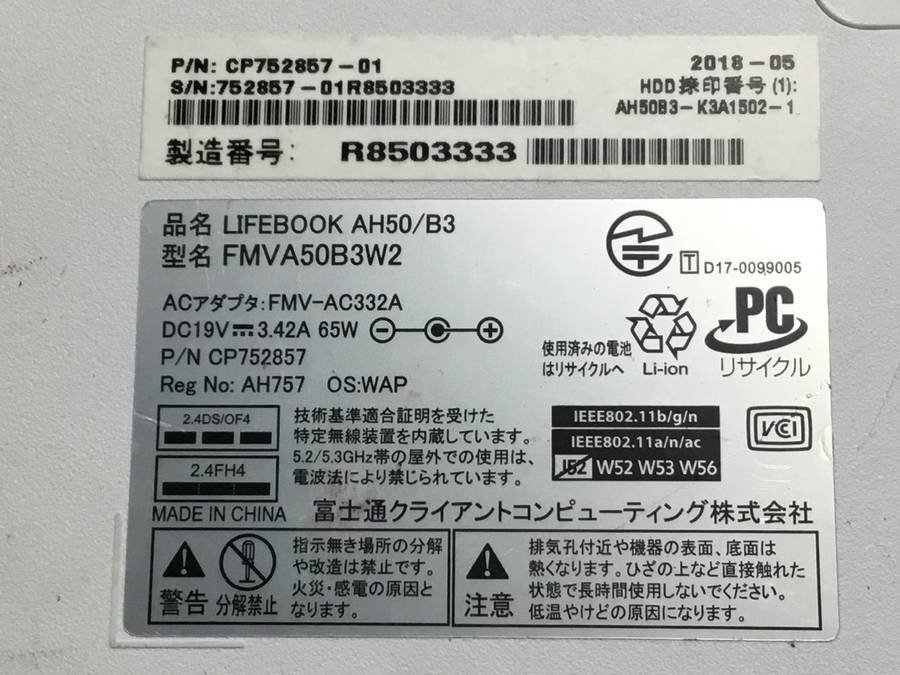 P/N: CP752857-01
2018-05
S/N:752857-01R8503333
HDD捺印番号(1):
AH50B3-K3A1502-1
製造番号: R8503333
品名 LIFEBOOK AH50/B3
型名 FMVA50B3W2
T D17-0099005
ACアダプタ:FMV-AC332A
DC19V 3.42A 65W
P/N CP752857
Reg No: AH757 OS:WAP
使用済みの電池
はリサイクルへ
Li-ion
PC
リサイクル
2.4DS/OF4
2.4FH4
技術基準適合証明を受けた
特定無線装置を内蔵しています。
5.2/5.3GHz帯の屋外での使用は、
電波法により禁じられています。
IEEE802.11b/g/n
IEEE802.11a/n/ac
J52 W52 W53 W56
VCCI
MADE IN CHINA 富士通クライアントコンピューティング株式会社
警告
分解禁止
指示無き場所の分解
や改造は禁止です。
火災・感電の原因と
なります。
注意
排気孔付近や機器の表面、底面は
熱くなります。ひざの上など直接触れた
状態で長時間使用しないでください。
低温やけどの原因になります。